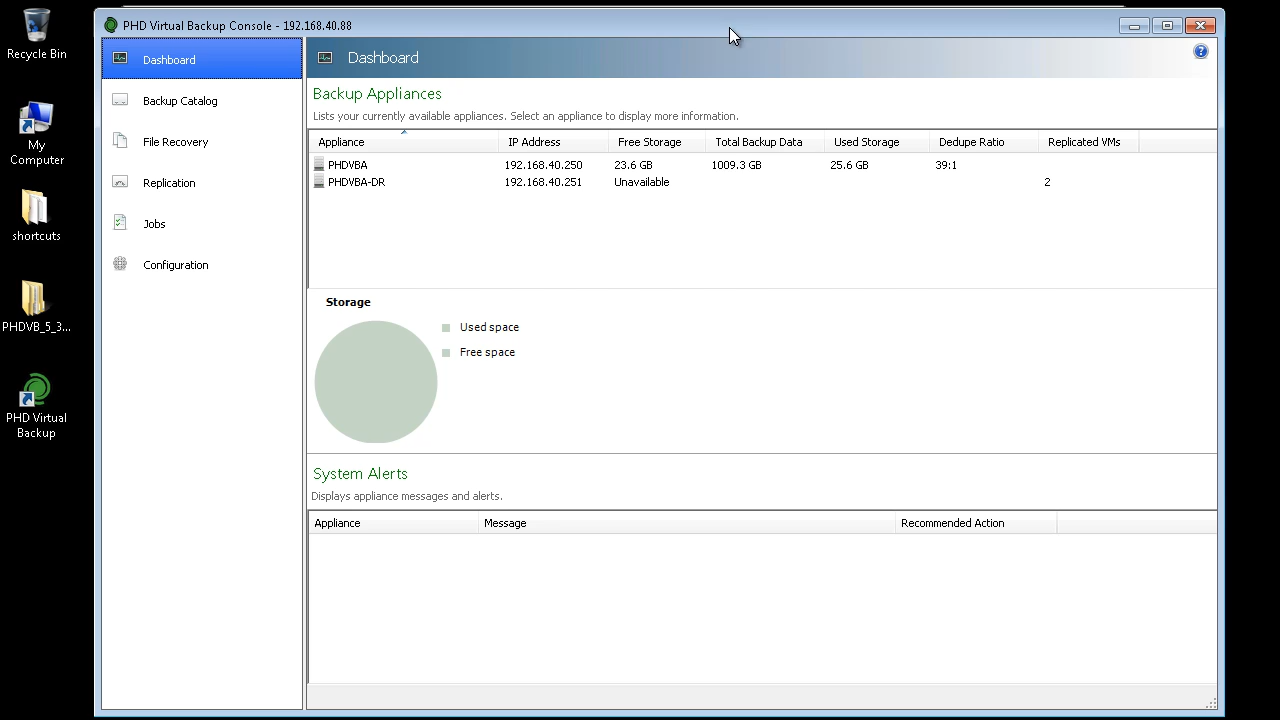 Recycle Bin
My
Computer
shortcuts
PHDVB_5_3...
PHD Virtual
Backup
PHD Virtual Backup Console - 192.168.40.88
Dashboard
Backup Catalog
File Recovery
Replication
Jobs
Configuration
Dashboard
Backup Appliances
Lists your currently available appliances. Select an appliance to display more information.
Appliance IP Address Free Storage Total Backup Data Used Storage Dedupe Ratio Replicated VMs
PHDVBA 192.168.40.250 23.6 GB 1009.3 GB 25.6 GB 39:1
PHDVBA-DR 192.168.40.251 Unavailable 2
Storage
Used space
Free space
System Alerts
Displays appliance messages and alerts.
Appliance Message Recommended Action